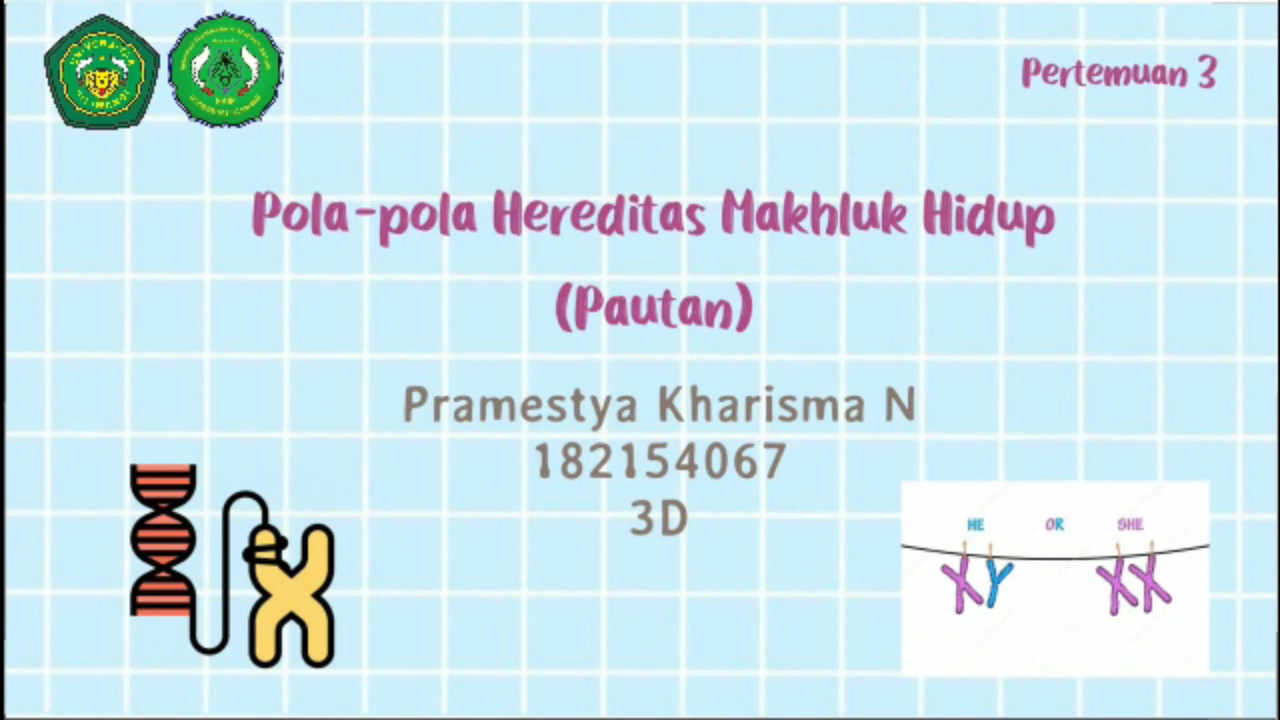 Pertemuan 3
Pola-pola Hereditas Makhluk Hidup
(Pautan)
Pramestya Kharisma N
182154067
3D
HE OR SHE